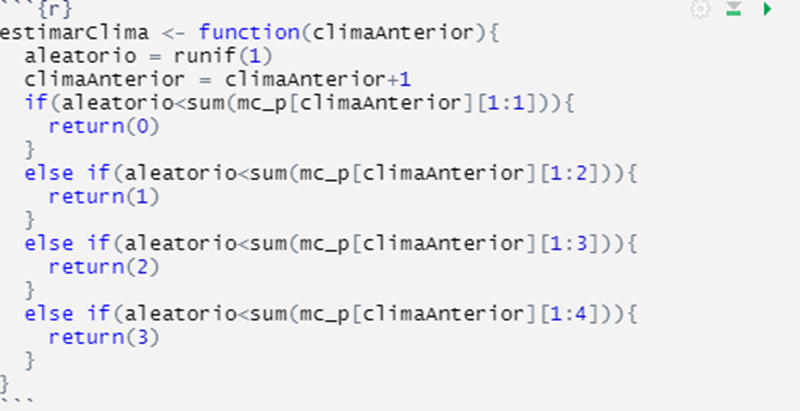 ```{r}
estimarClima <- function(climaAnterior){
  aleatorio = runif(1)
  climaAnterior = climaAnterior+1
  if(aleatorio<sum(mc_p[climaAnterior][1:1])){
    return(0)
  }
  else if(aleatorio<sum(mc_p[climaAnterior][1:2])){
    return(1)
  }
  else if(aleatorio<sum(mc_p[climaAnterior][1:3])){
    return(2)
  }
  else if(aleatorio<sum(mc_p[climaAnterior][1:4])){
    return(3)
  }
}
```